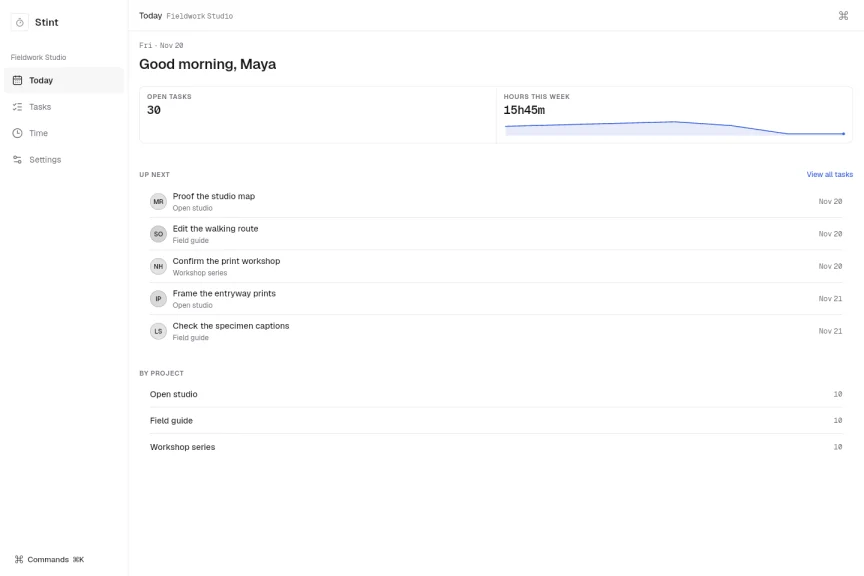 Stint
Today Fieldwork Studio
⌘
Fieldwork Studio
Today
Tasks
Time
Settings
Fri · Nov 20
Good morning, Maya
OPEN TASKS
30
HOURS THIS WEEK
15h45m
UP NEXT
View all tasks
MR
Proof the studio map
Open studio
Nov 20
SO
Edit the walking route
Field guide
Nov 20
NH
Confirm the print workshop
Workshop series
Nov 20
IP
Frame the entryway prints
Open studio
Nov 21
LS
Check the specimen captions
Field guide
Nov 21
BY PROJECT
Open studio 10
Field guide 10
Workshop series 10
⌘ Commands ⌘K